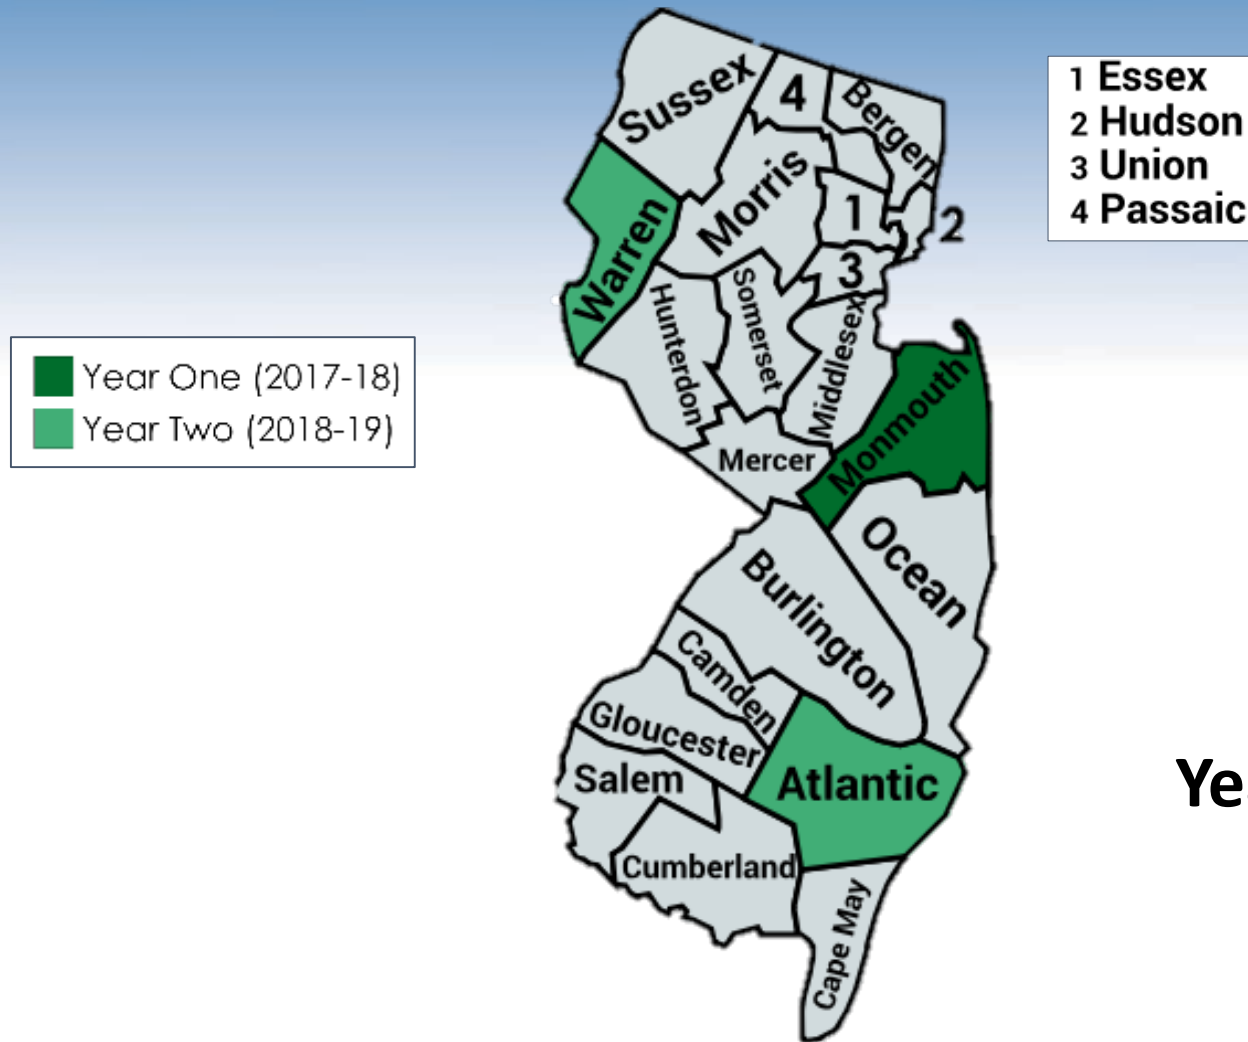 Sussex
4
Bergen
1 Essex
2 Hudson
3 Union
4 Passaic
Morris
1
2
Warren
3
Hunterdon
Somerset
Middlesex
Year One (2017-18)
Year Two (2018-19)
Monmouth
Mercer
Ocean
Burlington
Camden
Gloucester
Salem
Atlantic
Cumberland
Cape May